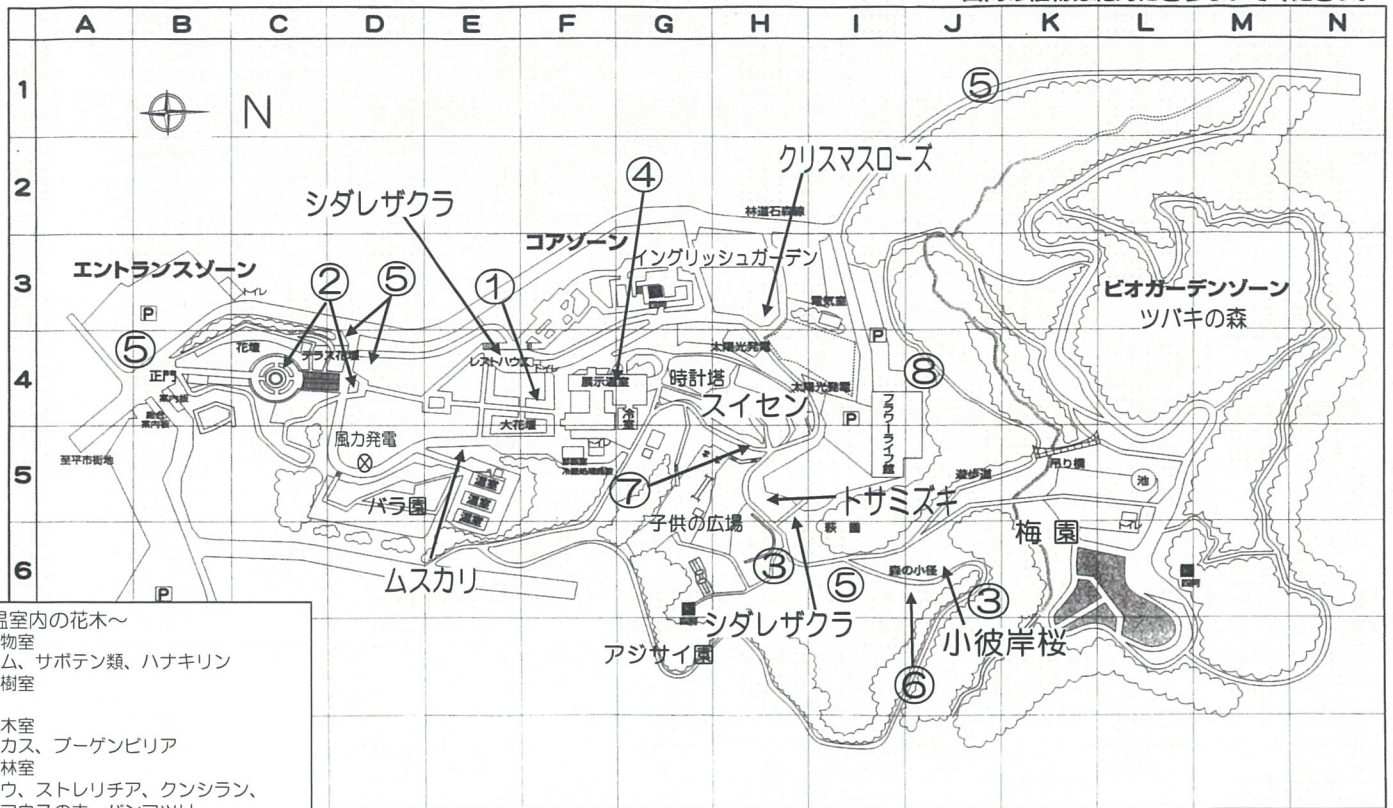 A B C D E F G H I J K L M N
1
2
3
4
5
6
N
⑤
クリスマスローズ
④
シダレザクラ
林道石森線
コアゾーン
イングリッシュガーデン
エントランスゾーン
トイレ
②
⑤
①
P
電気室
ビオガーデンゾーン
ツバキの森
⑤
花壇
テラス花壇
レストハウス
トイレ
太陽光発電
P
正門
展示温室
時計塔
太陽光発電
⑧
案内板
スイセン
総合
案内板
大花壇
冷室
P
フラワーライフ館
至平市街地
風力発電
トイレ
吊り橋
⑦
遊歩道
池
バラ園
温室
温室
温室
トサミズキ
子供の広場
萩園
梅園
トイレ
ムスカリ
③
⑤
森の小径
③
四阿
P
シダレザクラ
小彼岸桜
アジサイ園
⑥
温室内の花木～
物室
ム、サボテン類、ハナキリン
樹室
木室
カス、ブーゲンビリア
林室
ウ、ストレリチア、クンシラン、